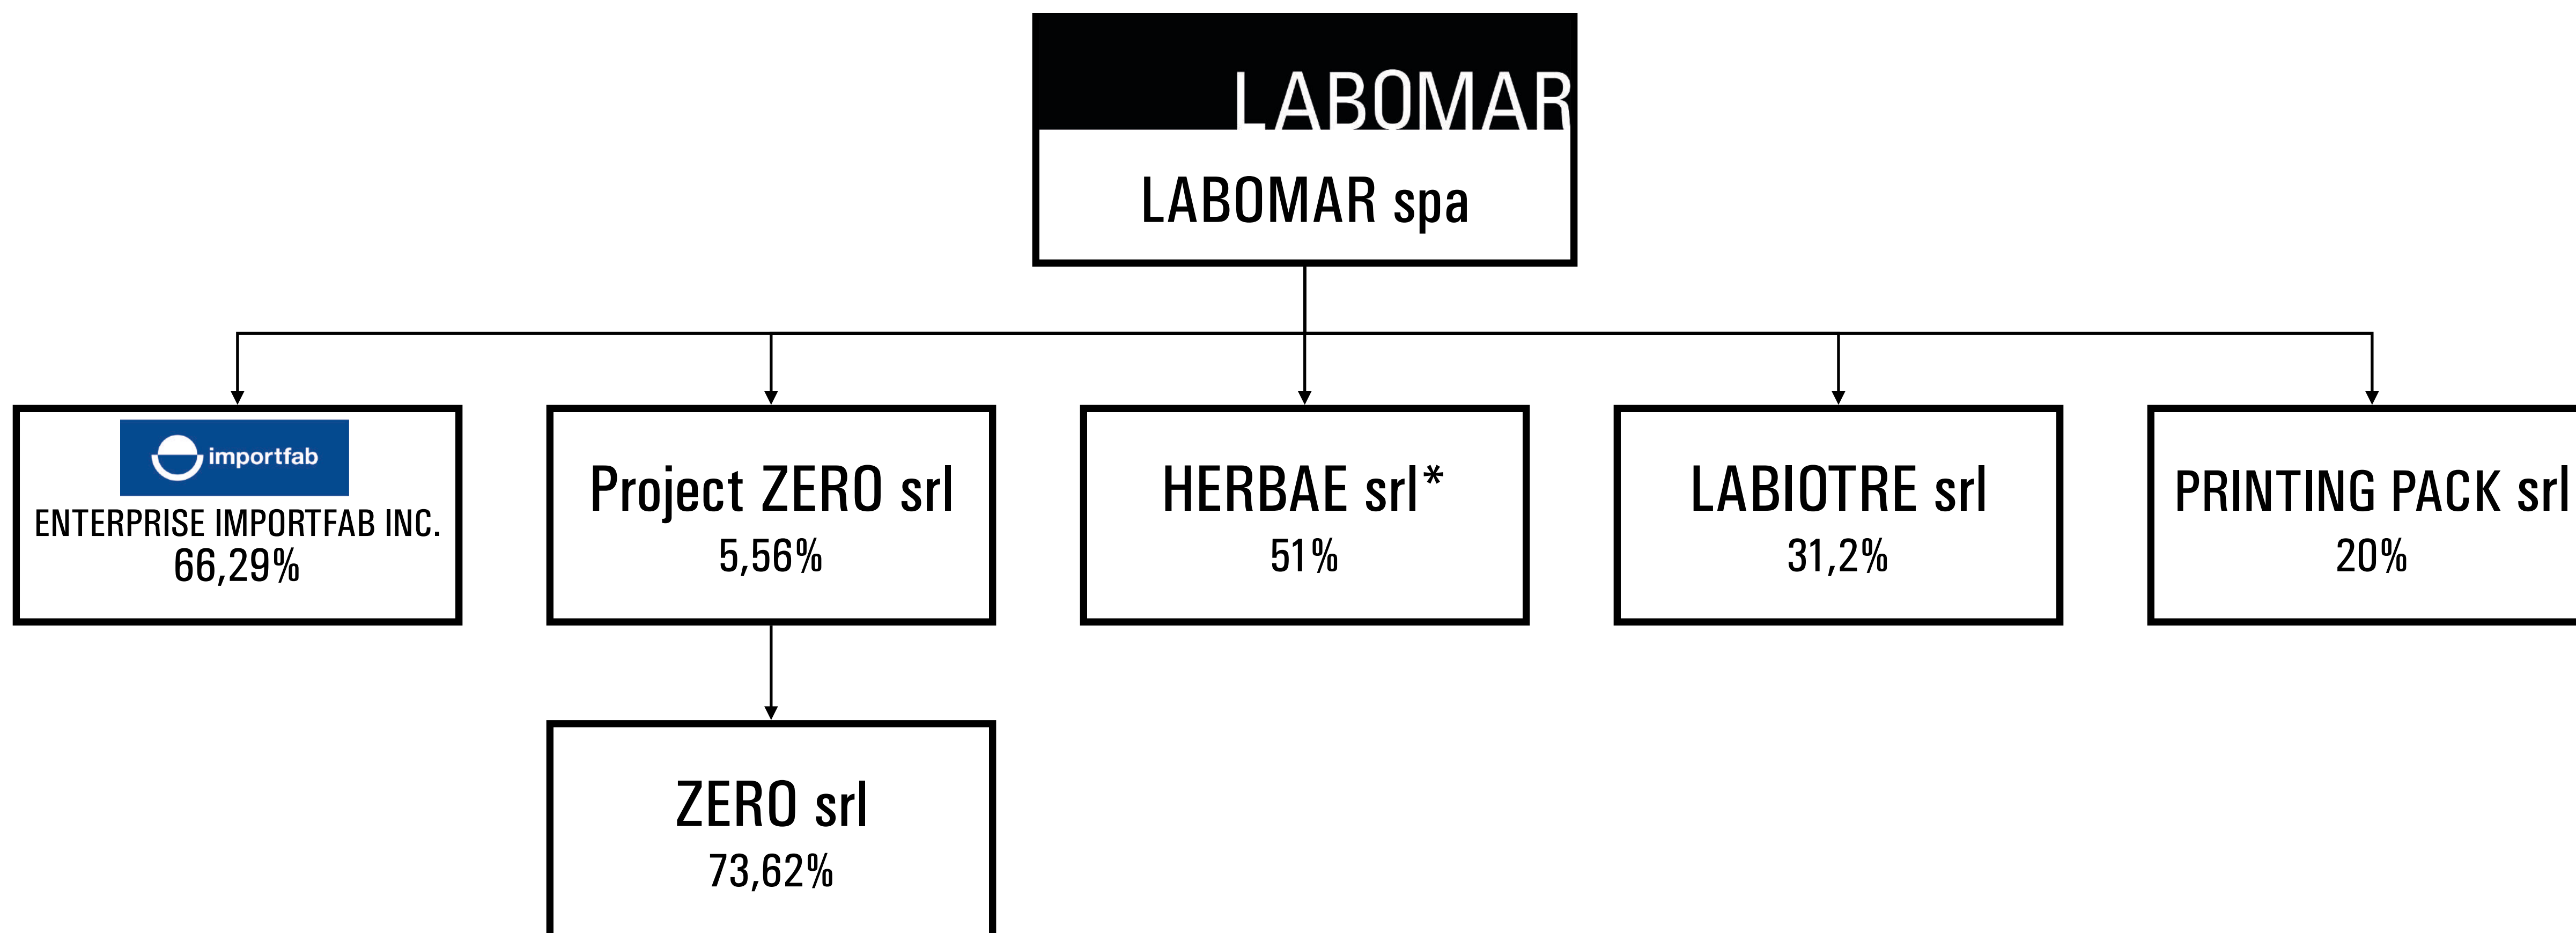 LABOMAR
LABOMAR spa
importfab
ENTERPRISE IMPORTFAB INC.
66,29%
Project ZERO srl
5,56%
HERBAE srl*
51%
LABIOTRE srl
31,2%
PRINTING PACK srl
20%
ZERO srl
73,62%